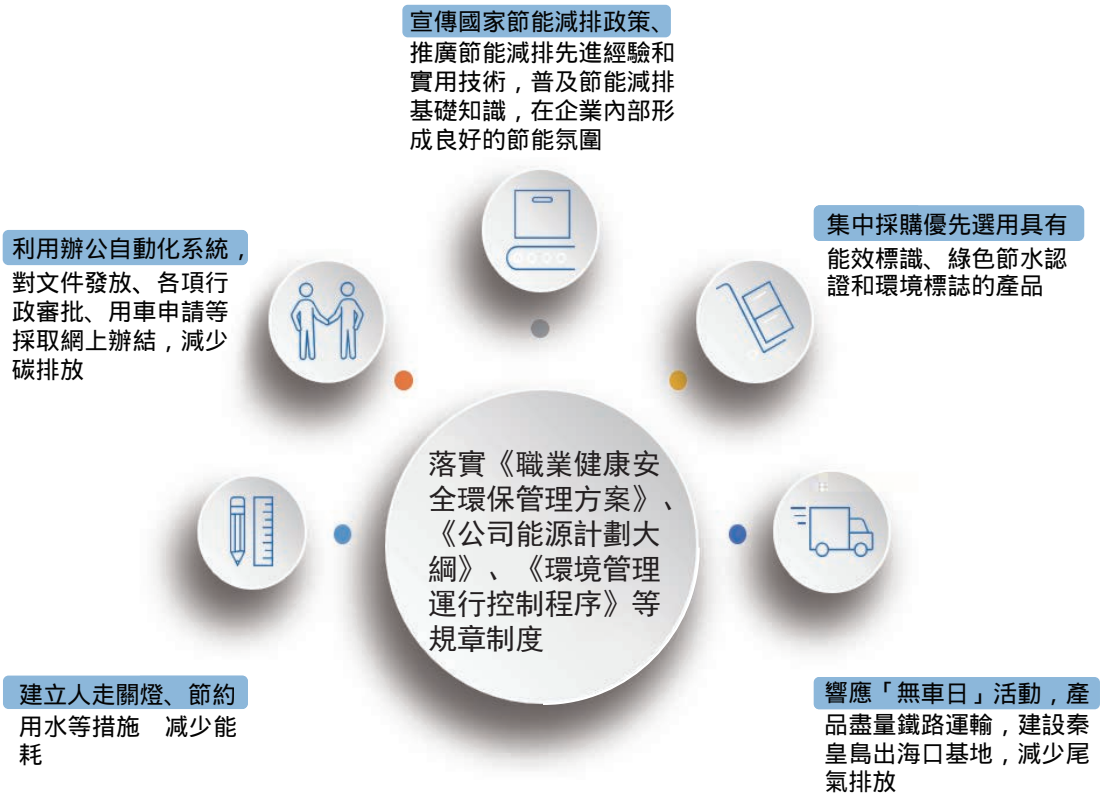 宣傳國家節能減排政策、
推廣節能減排先進經驗和
實用技術，普及節能減排
基礎知識，在企業內部形
成良好的節能氛圍
利用辦公自動化系統，
對文件發放、各項行
政審批、用車申請等
採取網上辦結，減少
碳排放
集中採購優先選用具有
能效標識、綠色節水認
證和環境標誌的產品
落實《職業健康安
全環保管理方案》、
《公司能源計劃大
綱》、《環境管理
運行控制程序》等
規章制度
建立人走關燈、節約
用水等措施　減少能
耗
響應「無車日」活動，產
品盡量鐵路運輸，建設秦
皇島出海口基地，減少尾
氣排放